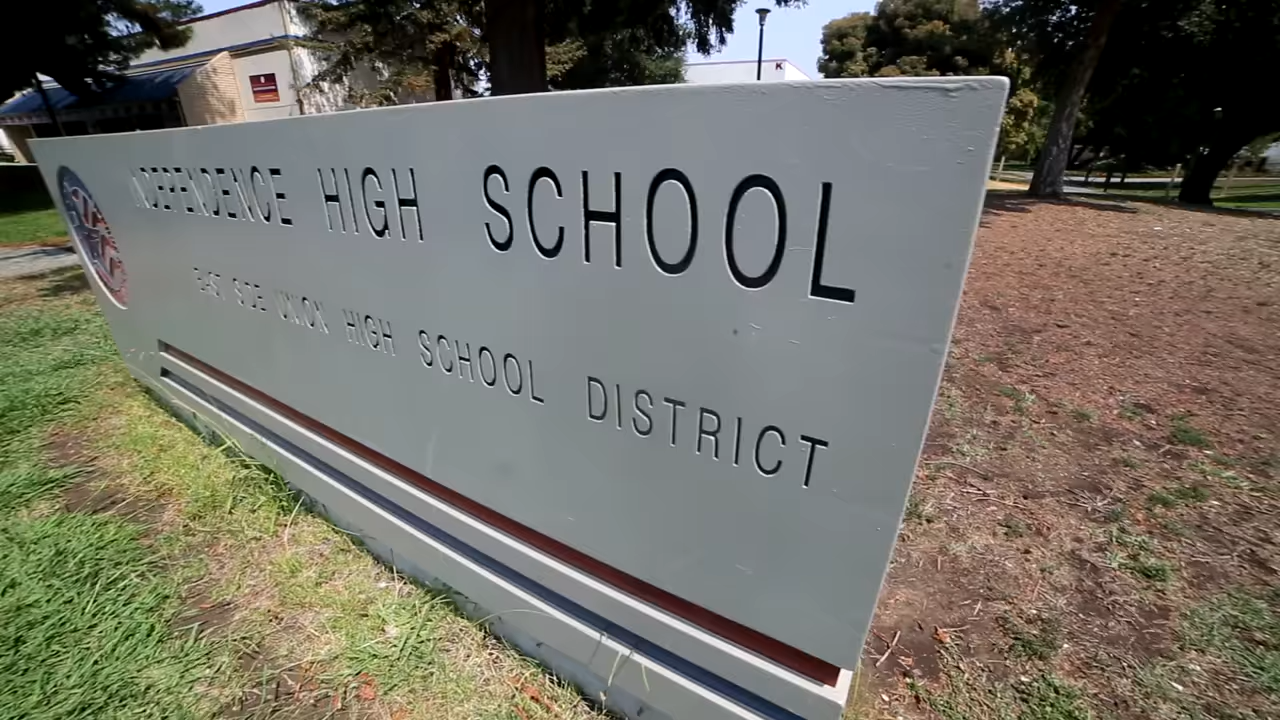 INDEPENDENCE HIGH SCHOOL
EAST SIDE UNION HIGH SCHOOL DISTRICT
K